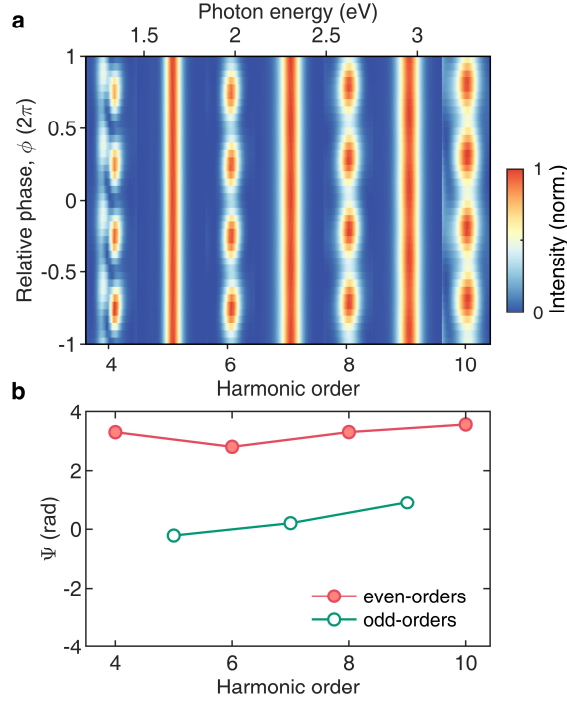 a
Photon energy (eV)
1.5 2 2.5 3
Relative phase, ϕ (2π)
1
0.5
0
-0.5
-1
4 6 8 10
Harmonic order
1
0
Intensity (norm.)
b
Ψ (rad)
4
2
0
-2
-4
even-orders
odd-orders
4 6 8 10
Harmonic order